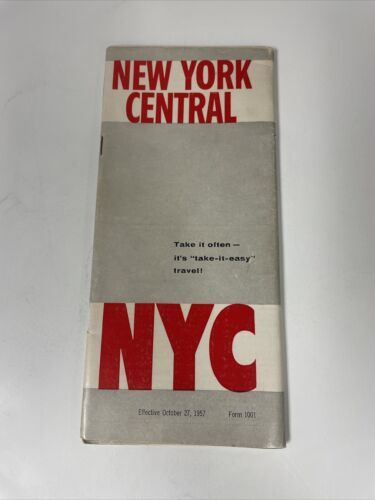 NEW YORK
CENTRAL
Take it often —
it's "take-it-easy"
travel!
NYC
Effective October 27, 1957 Form 1001